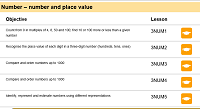 Number – number and place value
Objective Lesson
Count from 0 in multiples of 4, 8, 50 and 100; find 10 or 100 more or less than a given
number 3NUM1
Recognise the place value of each digit in a three-digit number (hundreds, tens, ones) 3NUM2
Compare and order numbers up to 1000 3NUM3
Compare and order numbers up to 1000 3NUM4
Identify, represent and estimate numbers using different representations 3NUM5